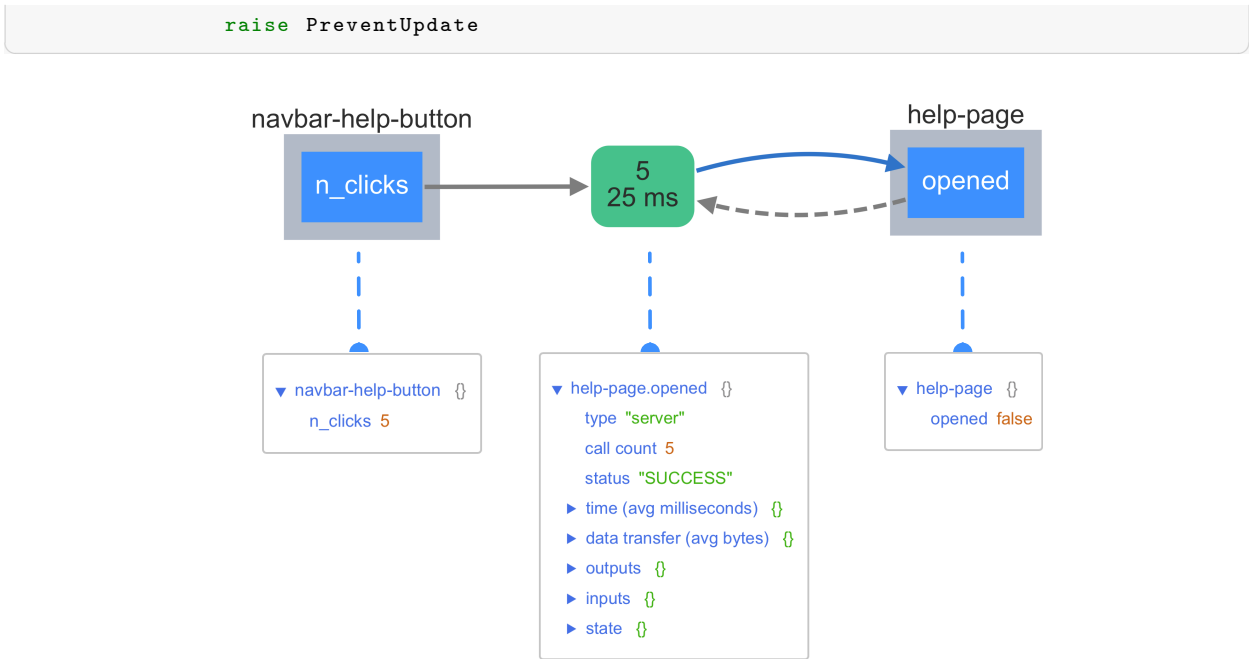 raise PreventUpdate
navbar-help-button
help-page
n_clicks
5
25 ms
opened
navbar-help-button {}
n_clicks 5
help-page.opened {}
type "server"
call count 5
status "SUCCESS"
time (avg milliseconds) {}
data transfer (avg bytes) {}
outputs {}
inputs {}
state {}
help-page {}
opened false